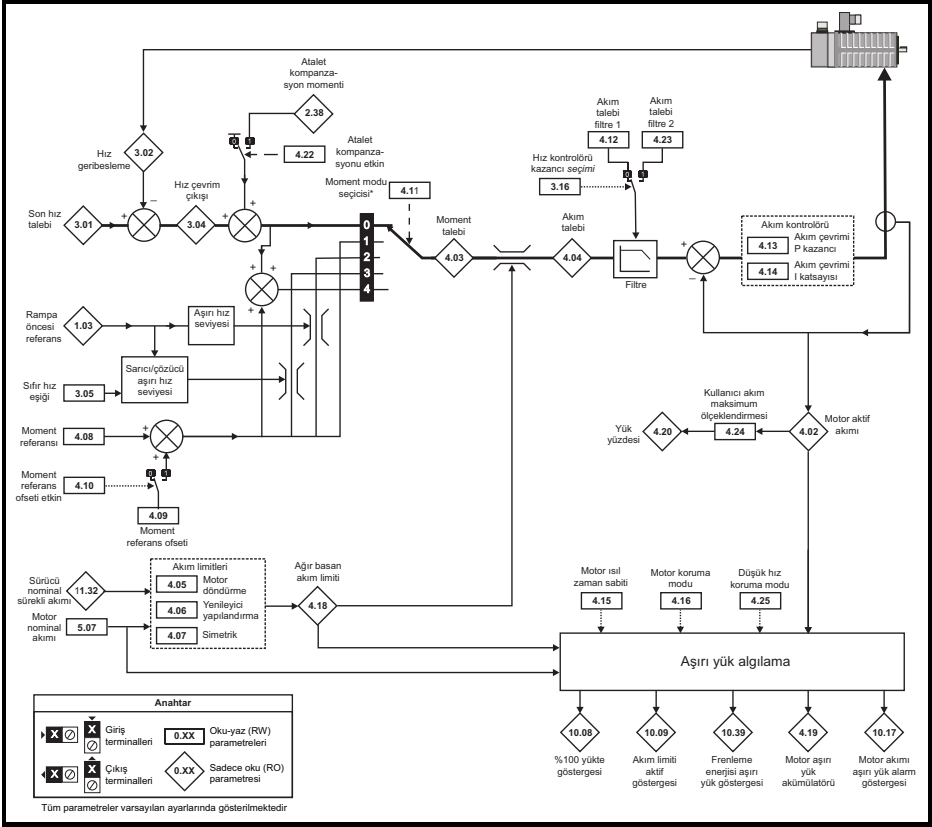 Atalet
kompanza-
syon momenti
2.38
0 1
4.22
Atalet
kompanza-
syonu etkin
Hız
geribesleme
3.02
Hız çevrim
çıkışı
3.04
Son hız
talebi
3.01
Moment modu
seçicisi*
4.11
0
1
2
3
4
Moment
talebi
4.03
Akım
talebi
4.04
Akım
talebi
filtre 1
4.12
Akım
talebi
filtre 2
4.23
Hız kontrolörü
kazancı seçimi
3.16
0 1
Filtre
Akım kontrolörü
4.13
Akım çevrimi
P kazancı
4.14
Akım çevrimi
I katsayısı
Rampa
öncesi
referans
1.03
Aşırı hız
seviyesi
Sarıcı/çözücü
aşırı hız
seviyesi
Sıfır hız
eşiği
3.05
Moment
referansı
4.08
Moment
referans
ofseti etkin
4.10
0 1
4.09
Moment
referans ofseti
Yük
yüzdesi
4.20
Kullanıcı akım
maksimum
ölçeklendirmesi
4.24
4.02
Motor aktif
akımı
Sürücü
nominal
sürekli akımı
11.32
Motor
nominal
akımı
5.07
Akım limitleri
4.05
Motor
döndürme
4.06
Yenileyici
yapılandırma
4.07
Simetrik
Ağır basan
akım limiti
4.18
Motor ısıl
zaman sabiti
4.15
Motor koruma
modu
4.16
Düşük hız
koruma modu
4.25
Aşırı yük algılama
10.08
%100 yükte
göstergesi
10.09
Akım limiti
aktif
göstergesi
10.39
Frenleme
enerjisi aşırı
yük göstergesi
4.19
Motor aşırı
yük
akümülatörü
10.17
Motor akımı
aşırı yük alarm
göstergesi
Anahtar
X
X
Giriş
terminalleri
0.XX
Oku-yaz (RW)
parametreleri
X
X
Çıkış
terminalleri
0.XX
Sadece oku (RO)
parametresi
Tüm parametreler varsayılan ayarlarında gösterilmektedir